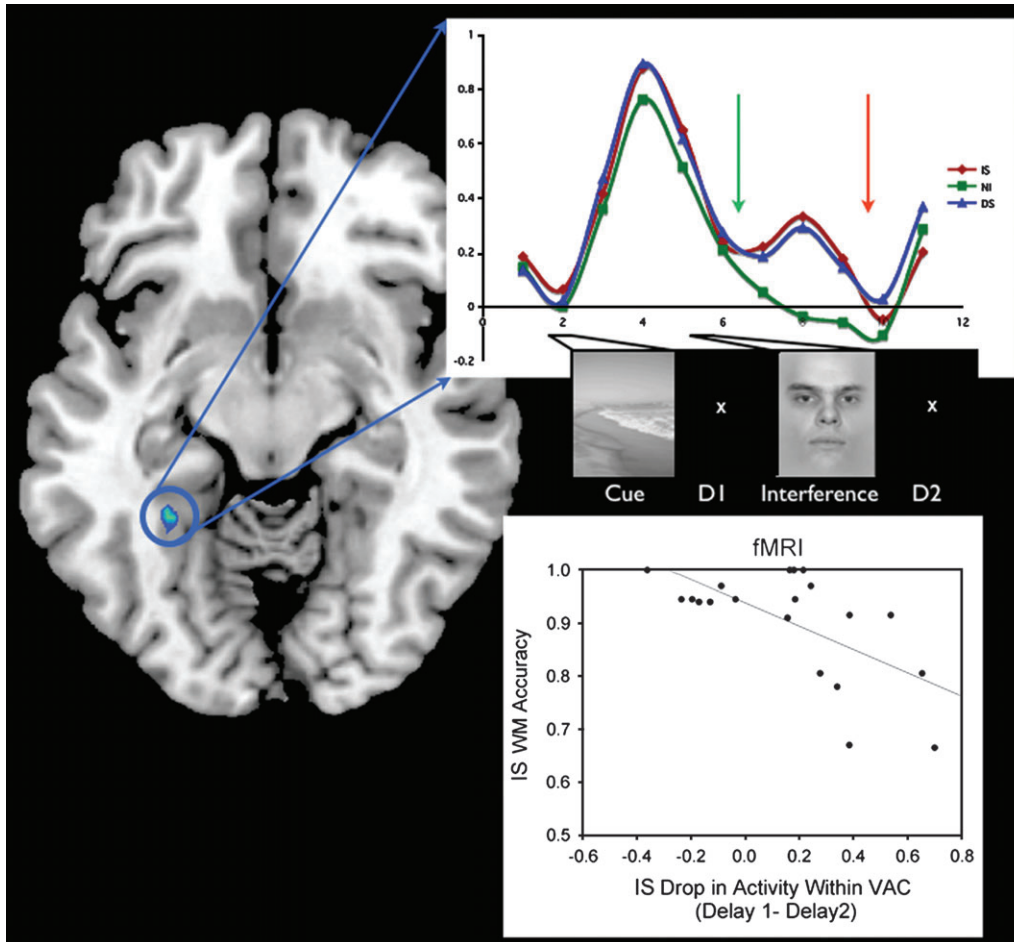 1
0.8
0.6
0.4
0.2
0
-0.2
0 2 4 6 8 10 12
IS
NI
DS
x x
Cue D1 Interference D2
fMRI
1.0
0.9
0.8
0.7
0.6
0.5
-0.6 -0.4 -0.2 0.0 0.2 0.4 0.6 0.8
IS WM Accuracy
IS Drop in Activity Within VAC
(Delay 1- Delay2)